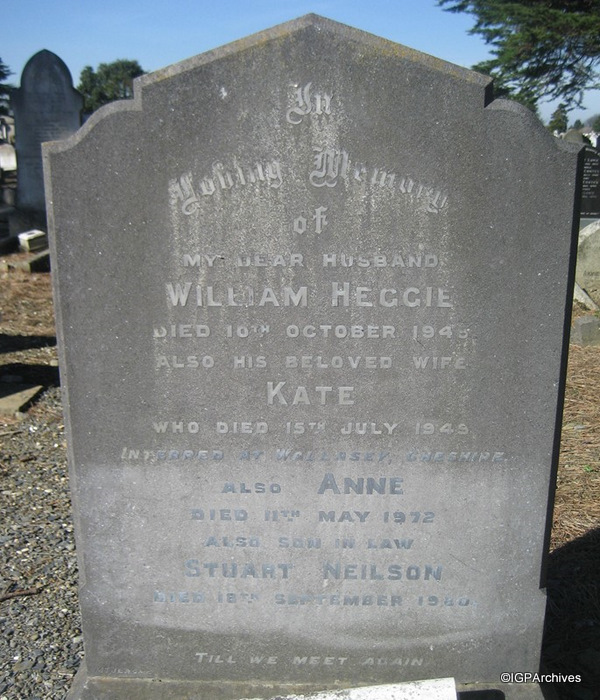 In
Loving Memory
of
MY DEAR HUSBAND
WILLIAM HEGGIE
DIED 10TH OCTOBER 1945
ALSO HIS BELOVED WIFE
KATE
WHO DIED 15TH JULY 1949
INTERRED AT WALLASEY, CHESHIRE.
ALSO ANNE
DIED 11TH MAY 1972
ALSO SON IN LAW
STUART NEILSON
DIED 18TH SEPTEMBER 1980.
TILL WE MEET AGAIN
©IGPArchives